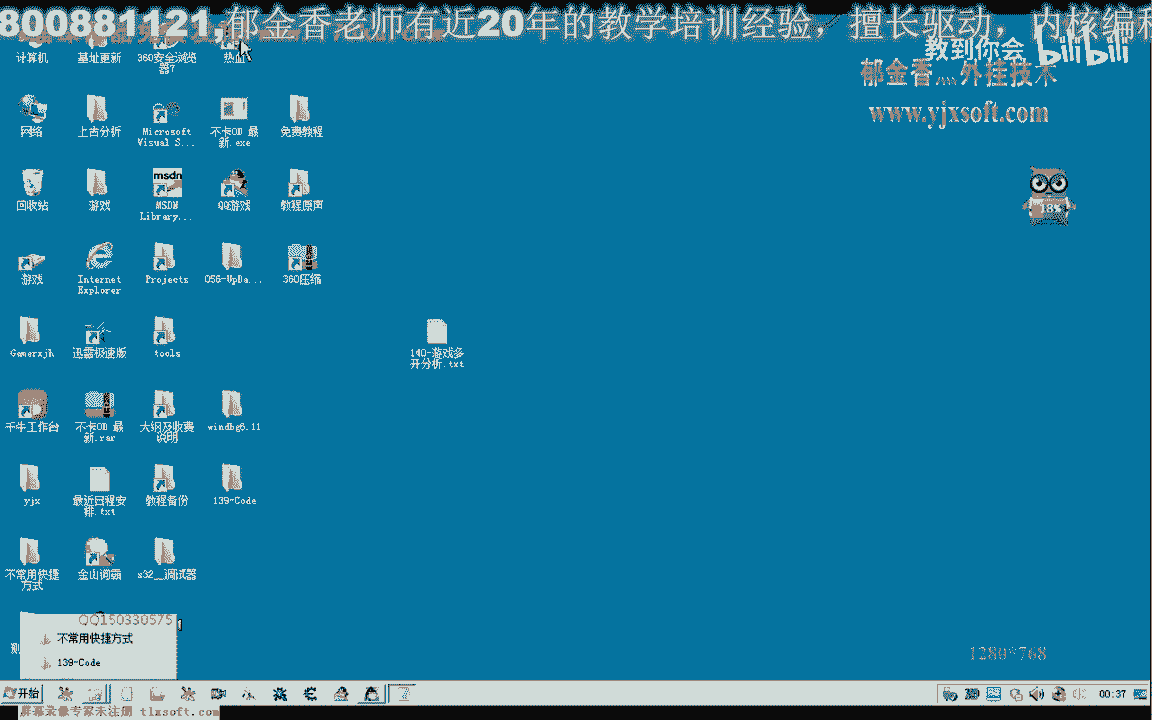 800881121,郁金香老师有近20年的教学培训经验，擅长驱动，内核编程
教到你会
bilibili
郁金香灬外挂技术
www.yjxsoft.com
计算机
基址更新
360安全浏览
器7
热血
网络
上古分析
Microsoft
Visual S...
不卡OD 最
新.exe
免费教程
回收站
游戏
MSDN
Library...
QQ游戏
教程原声
18%
游戏
Internet
Explorer
Projects
056-UpDa...
360压缩
Gamerxjh
迅雷极速版
tools
140-游戏多
开分析.txt
千牛工作台
不卡OD 最
新.rar
大纲及收费
说明
windbg6.11
yjx
最近日程安
排.txt
教程备份
139-Code
不常用快捷
方式
金山词霸
s32__调试器
QQ150330575
不常用快捷方式
139-Code
1280*768
开始
00:37
屏幕录像专家未注册 tlxsoft.com